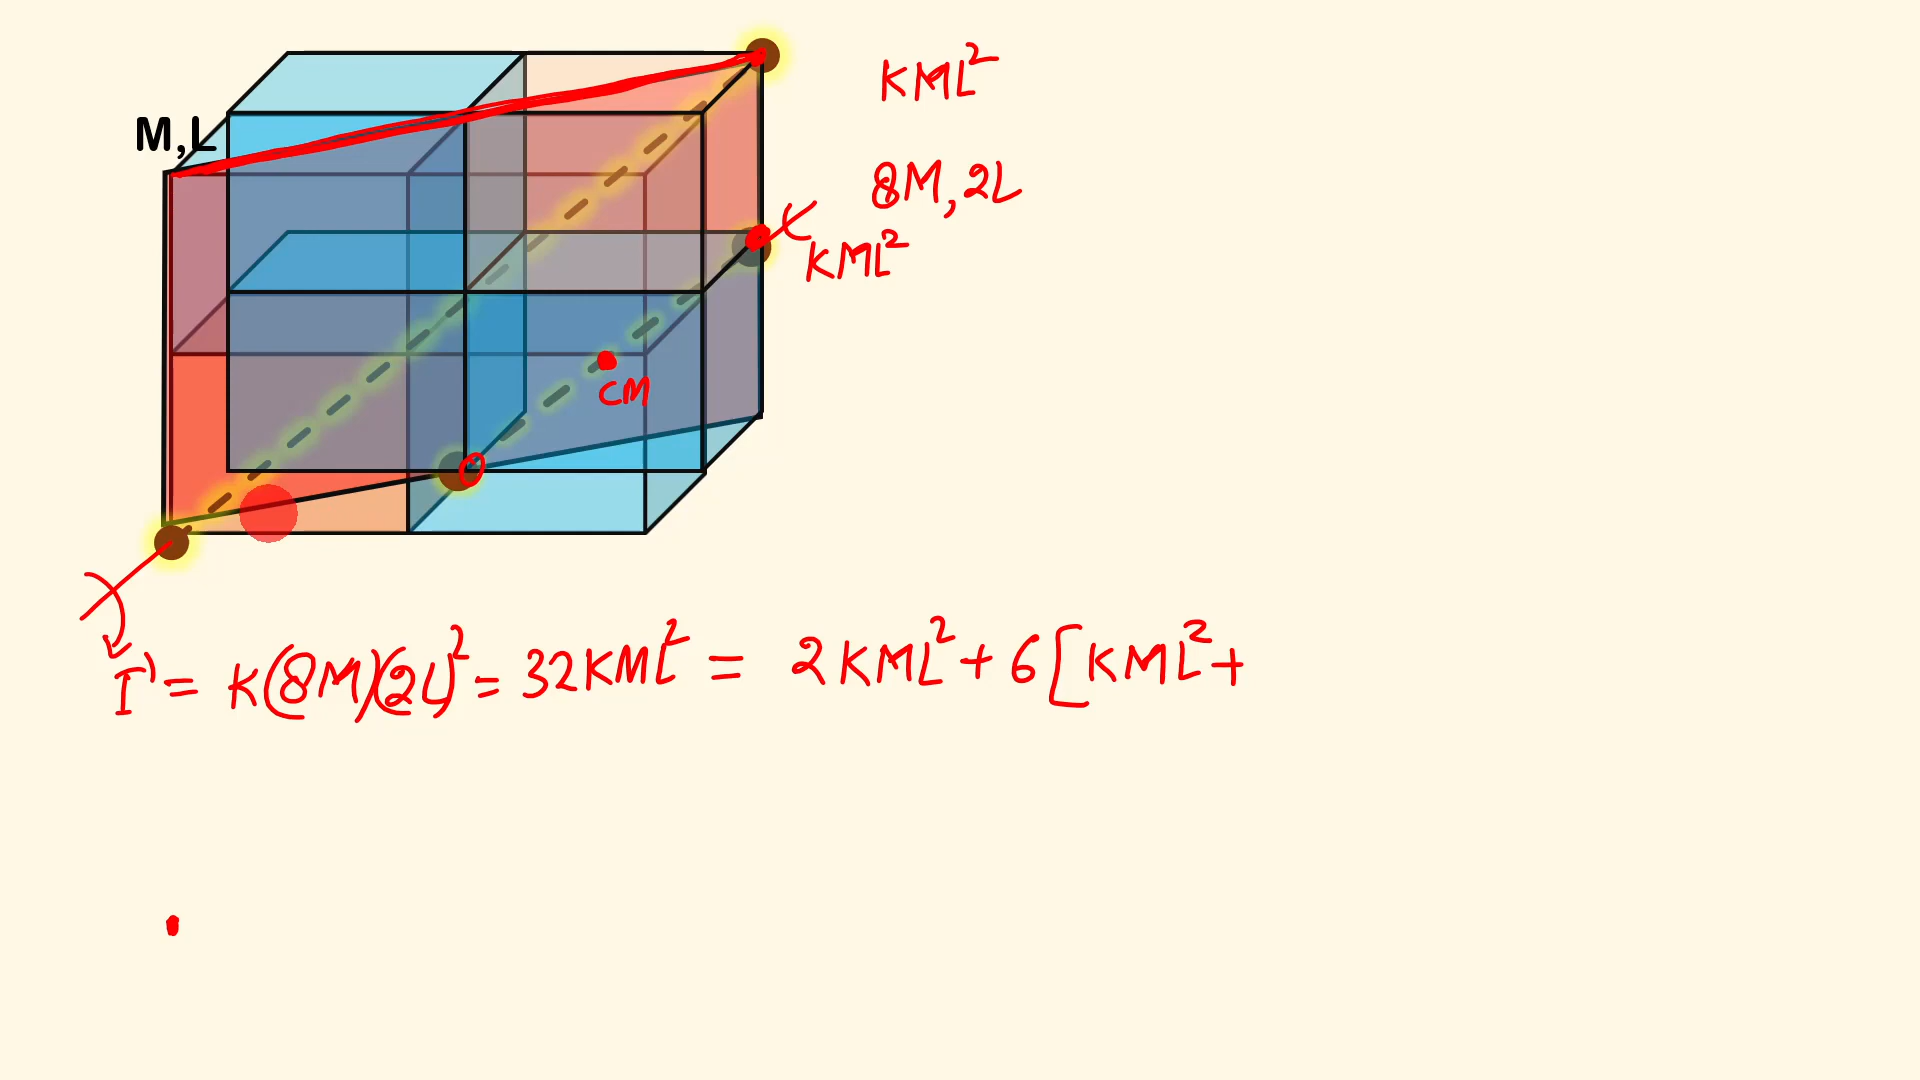 KML²
M,L
8M, 2L
KML²
CM
I' = K(8M)(2L)² = 32KML² = 2KML² + 6[KML² +